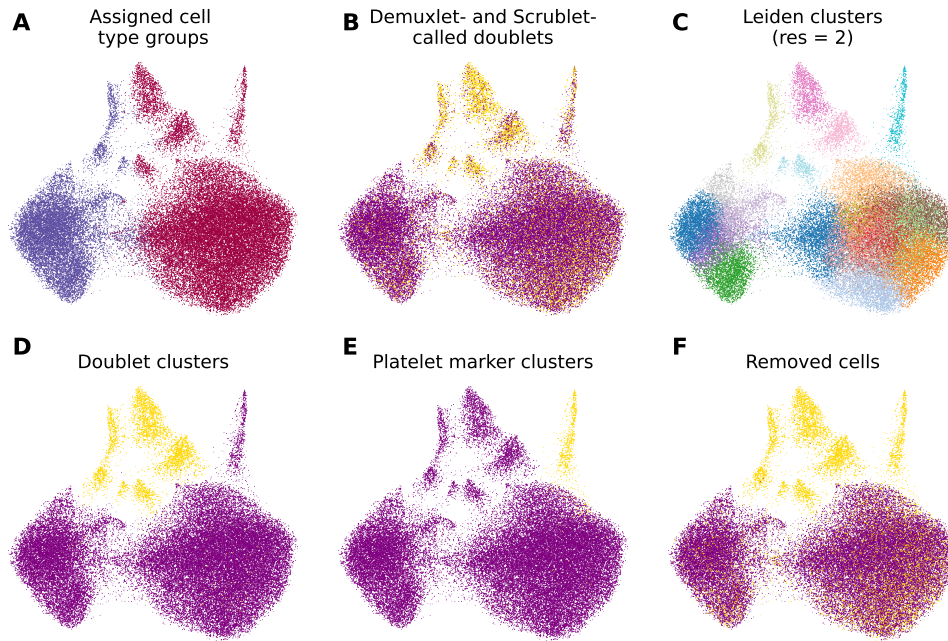 A
Assigned cell
type groups
B
Demuxlet- and Scrublet-
called doublets
C
Leiden clusters
(res = 2)
D
Doublet clusters
E
Platelet marker clusters
F
Removed cells